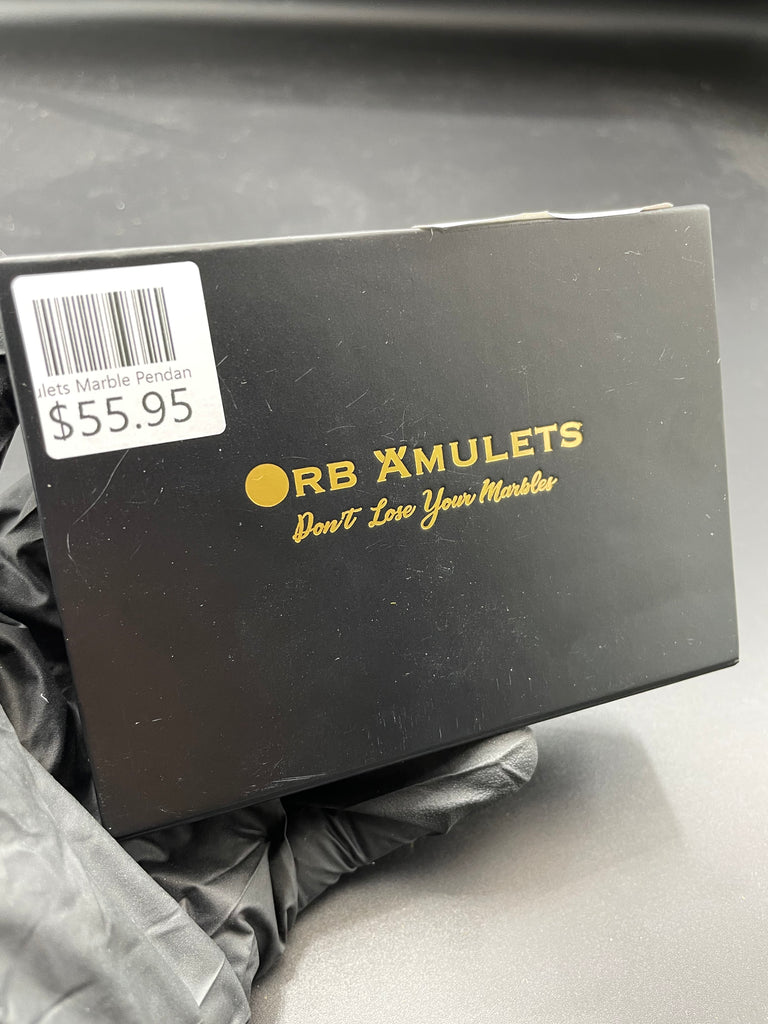 ulets Marble Pendan
$55.95
ORB AMULETS
Don't Lose Your Marbles